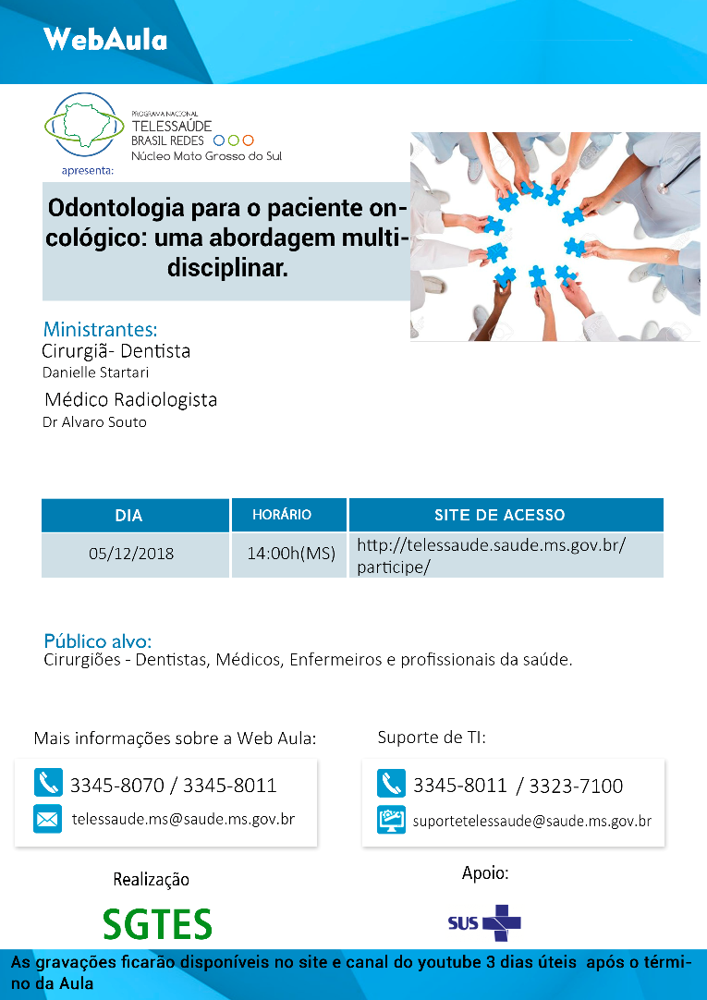 WebAula
PROGRAMA NACIONAL
TELESSAÚDE
BRASIL REDES
Núcleo Mato Grosso do Sul
apresenta:
Odontologia para o paciente on-
cológico: uma abordagem multi-
disciplinar.
Ministrantes:
Cirurgiã- Dentista
Danielle Startari
Médico Radiologista
Dr Alvaro Souto
DIA HORÁRIO SITE DE ACESSO
05/12/2018 14:00h(MS) http://telessaude.saude.ms.gov.br/
participe/
Público alvo:
Cirurgiões - Dentistas, Médicos, Enfermeiros e profissionais da saúde.
Mais informações sobre a Web Aula:
3345-8070 / 3345-8011
telessaude.ms@saude.ms.gov.br
Suporte de TI:
3345-8011 / 3323-7100
suportetelessaude@saude.ms.gov.br
Realização
SGTES
Apoio:
SUS
As gravações ficarão disponíveis no site e canal do youtube 3 dias úteis  após o térmi-
no da Aula